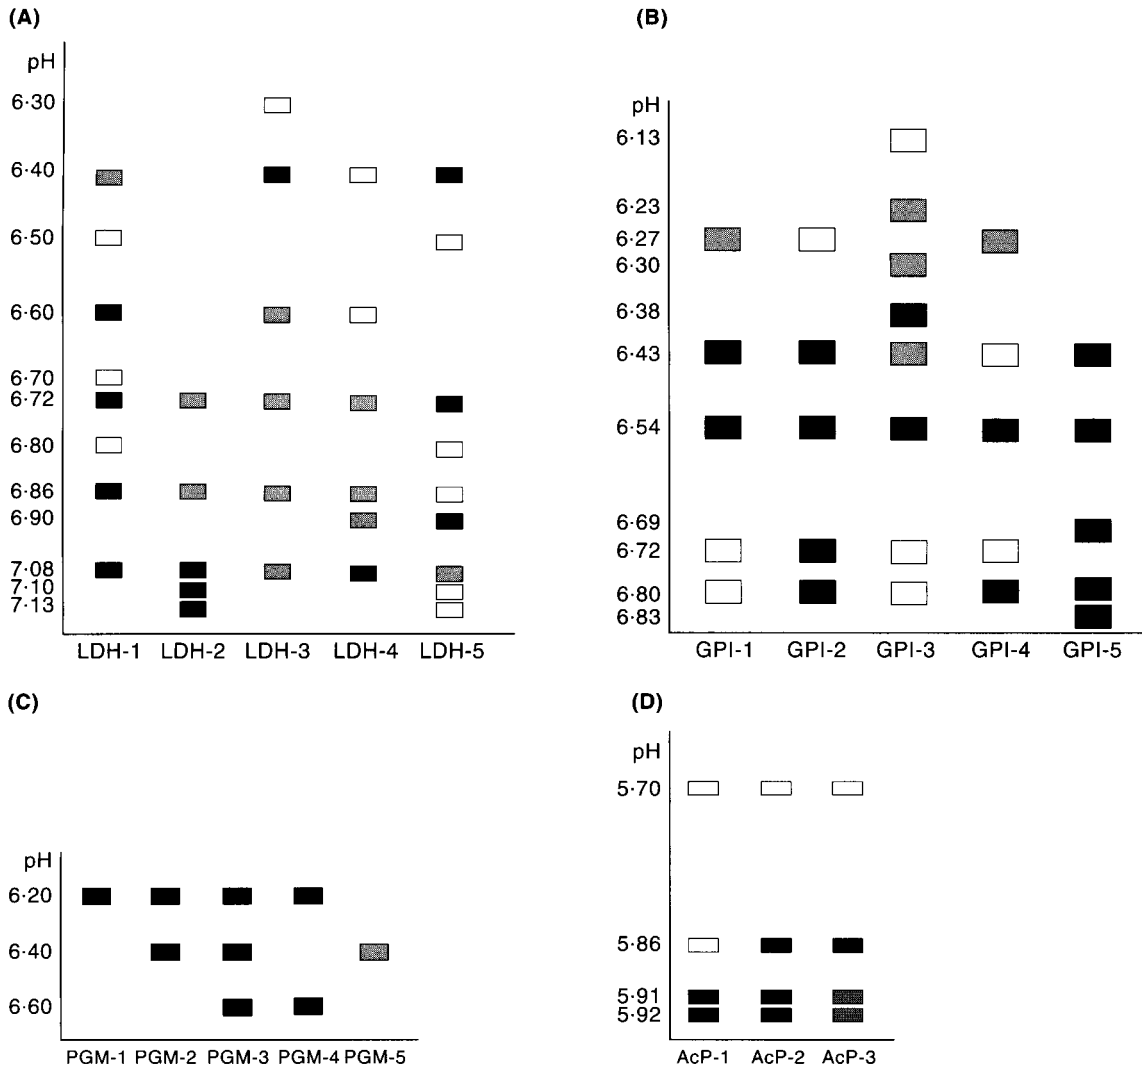 (A)
pH
6·30
6·40
6·50
6·60
6·70
6·72
6·80
6·86
6·90
7·08
7·10
7·13
LDH-1 LDH-2 LDH-3 LDH-4 LDH-5
(B)
pH
6·13
6·23
6·27
6·30
6·38
6·43
6·54
6·69
6·72
6·80
6·83
GPI-1 GPI-2 GPI-3 GPI-4 GPI-5
(C)
pH
6·20
6·40
6·60
PGM-1 PGM-2 PGM-3 PGM-4 PGM-5
(D)
pH
5·70
5·86
5·91
5·92
AcP-1 AcP-2 AcP-3